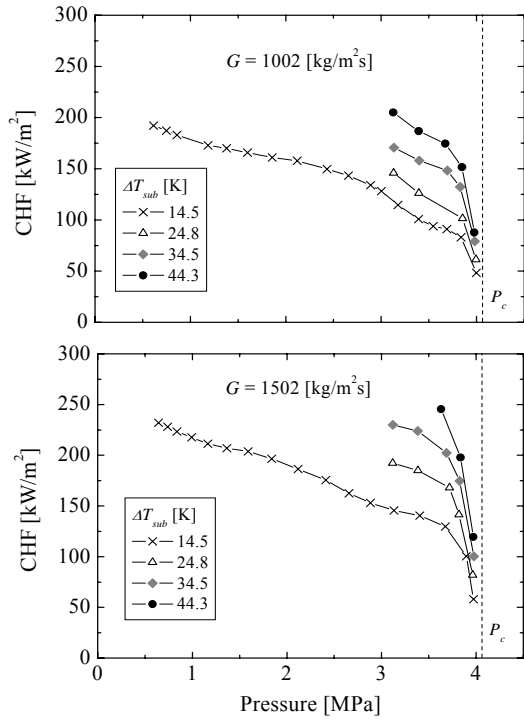 300
250
200
150
100
50
0
CHF [kW/m²]
G = 1002 [kg/m²s]
ΔTsub [K]
14.5
24.8
34.5
44.3
Pc
300
250
200
150
100
50
0
CHF [kW/m²]
G = 1502 [kg/m²s]
ΔTsub [K]
14.5
24.8
34.5
44.3
Pc
0 1 2 3 4
Pressure [MPa]